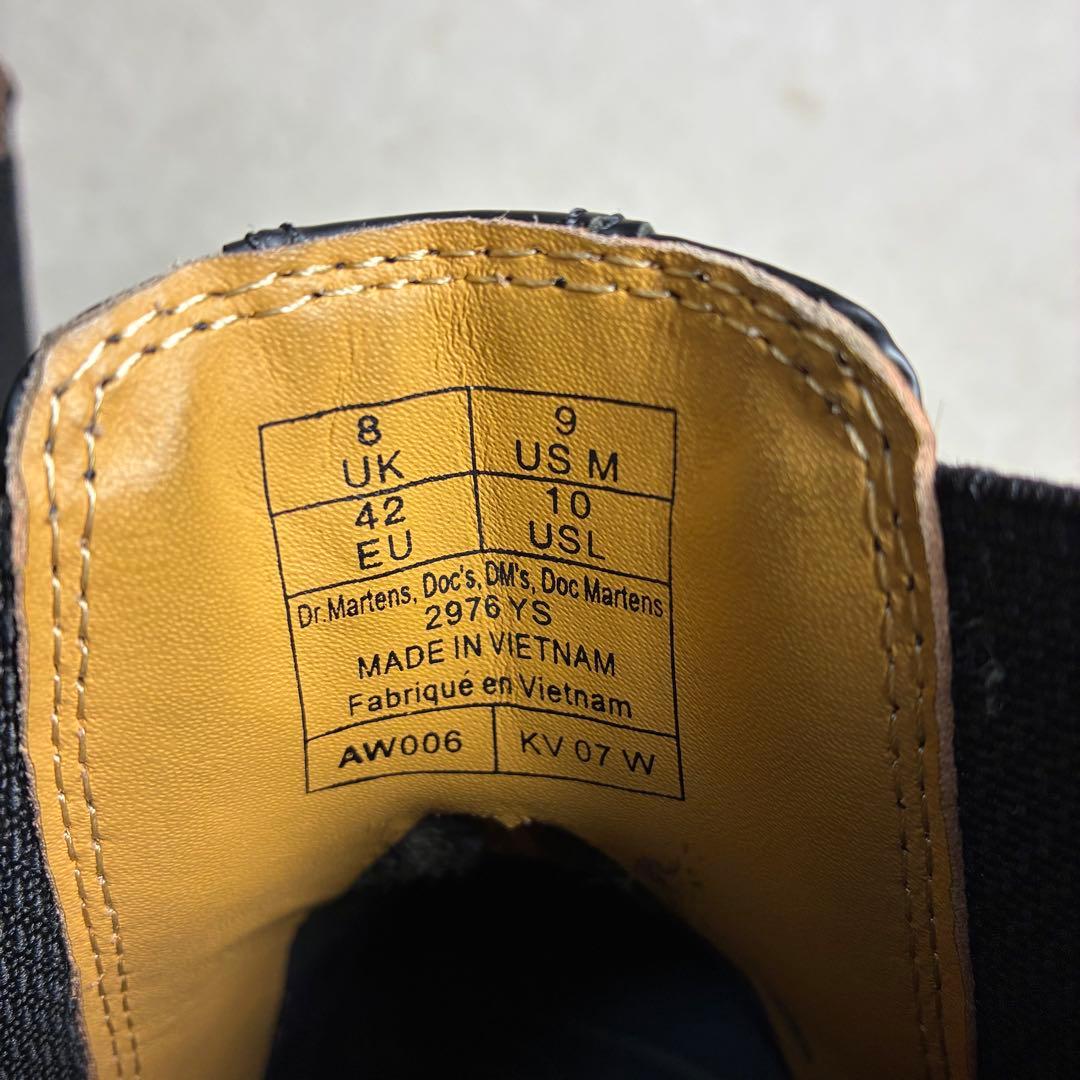 8
UK
9
US M
42
EU
10
USL
Dr.Martens, Doc's, DM's, Doc Martens
2976 YS
MADE IN VIETNAM
Fabriqué en Vietnam
AW006
KV 07 W